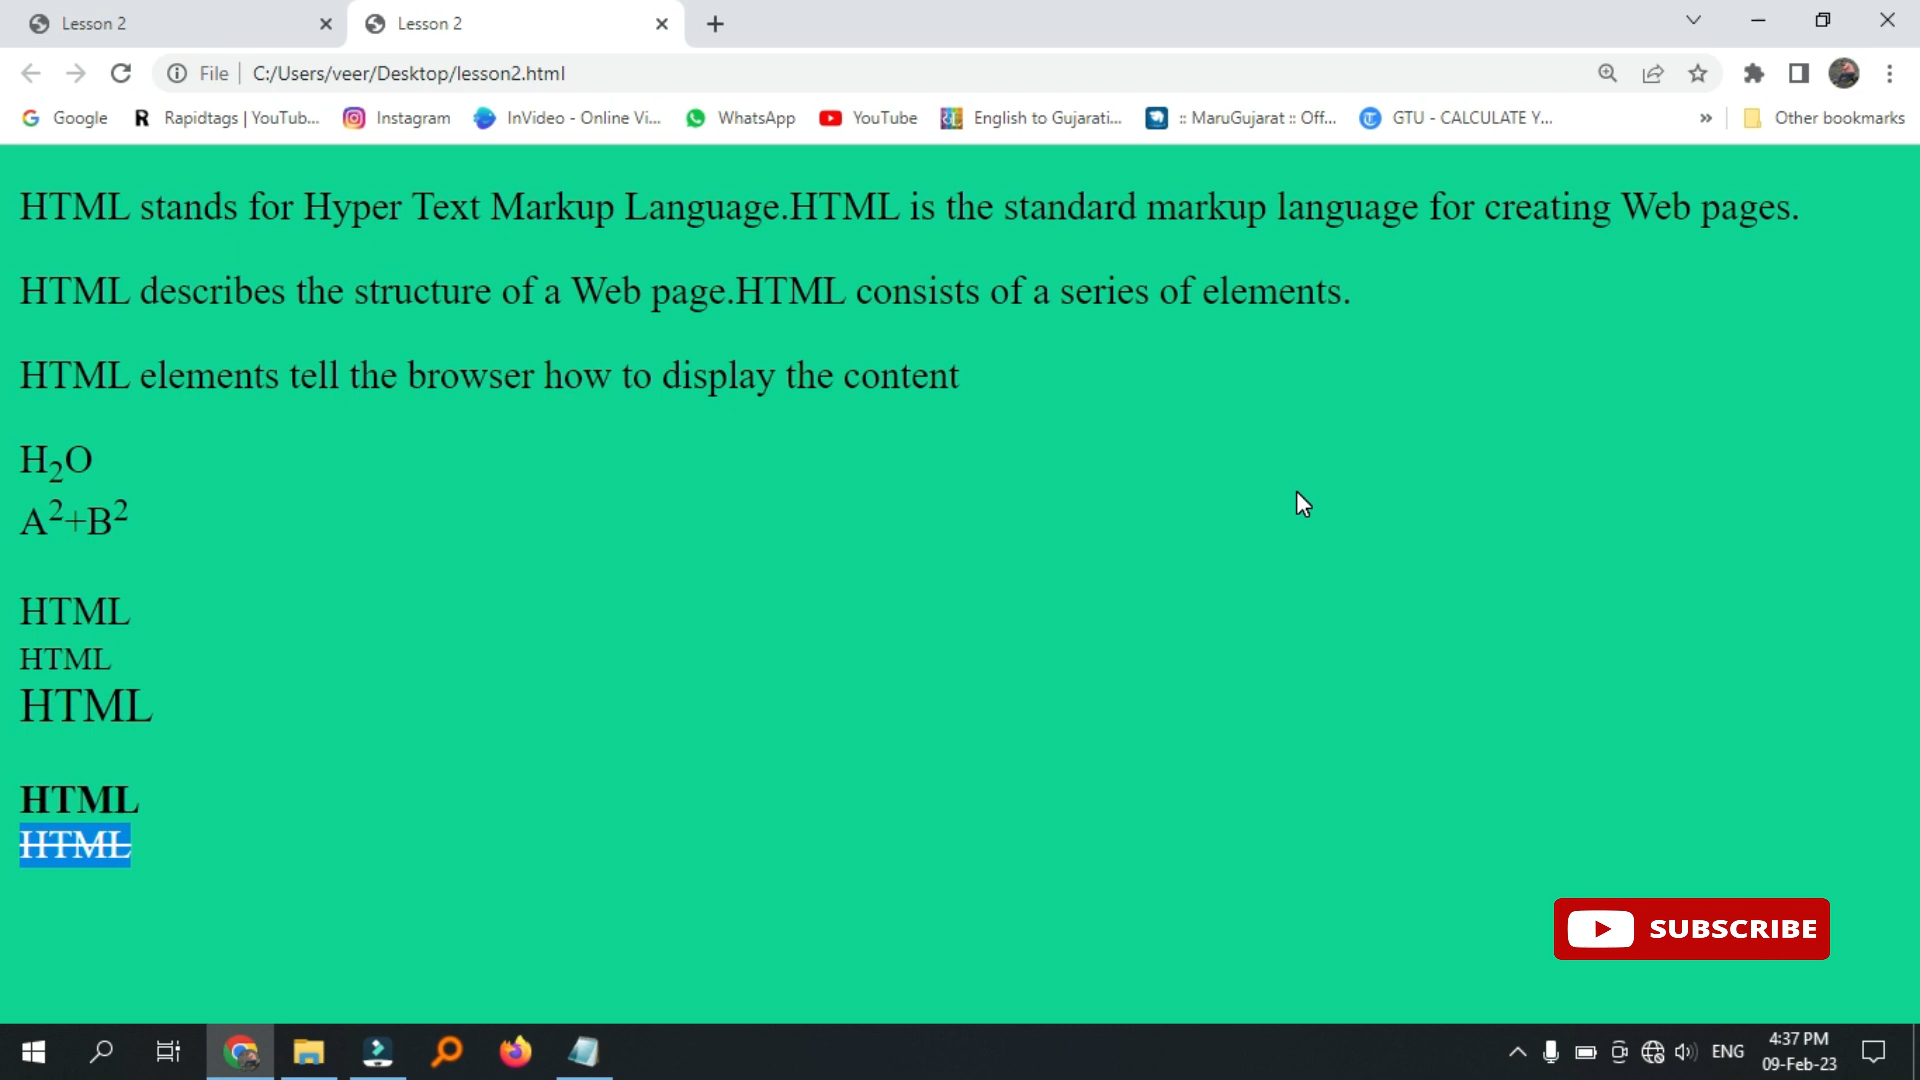 Lesson 2
Lesson 2
File C:/Users/veer/Desktop/lesson2.html
Google Rapidtags | YouTub... Instagram InVideo - Online Vi... WhatsApp YouTube English to Gujarati... :: MaruGujarat :: Off... GTU - CALCULATE Y... » Other bookmarks
HTML stands for Hyper Text Markup Language.HTML is the standard markup language for creating Web pages.
HTML describes the structure of a Web page.HTML consists of a series of elements.
HTML elements tell the browser how to display the content
H₂O
A²+B²
HTML
HTML
HTML
HTML
HTML
SUBSCRIBE
ENG 4:37 PM
09-Feb-23